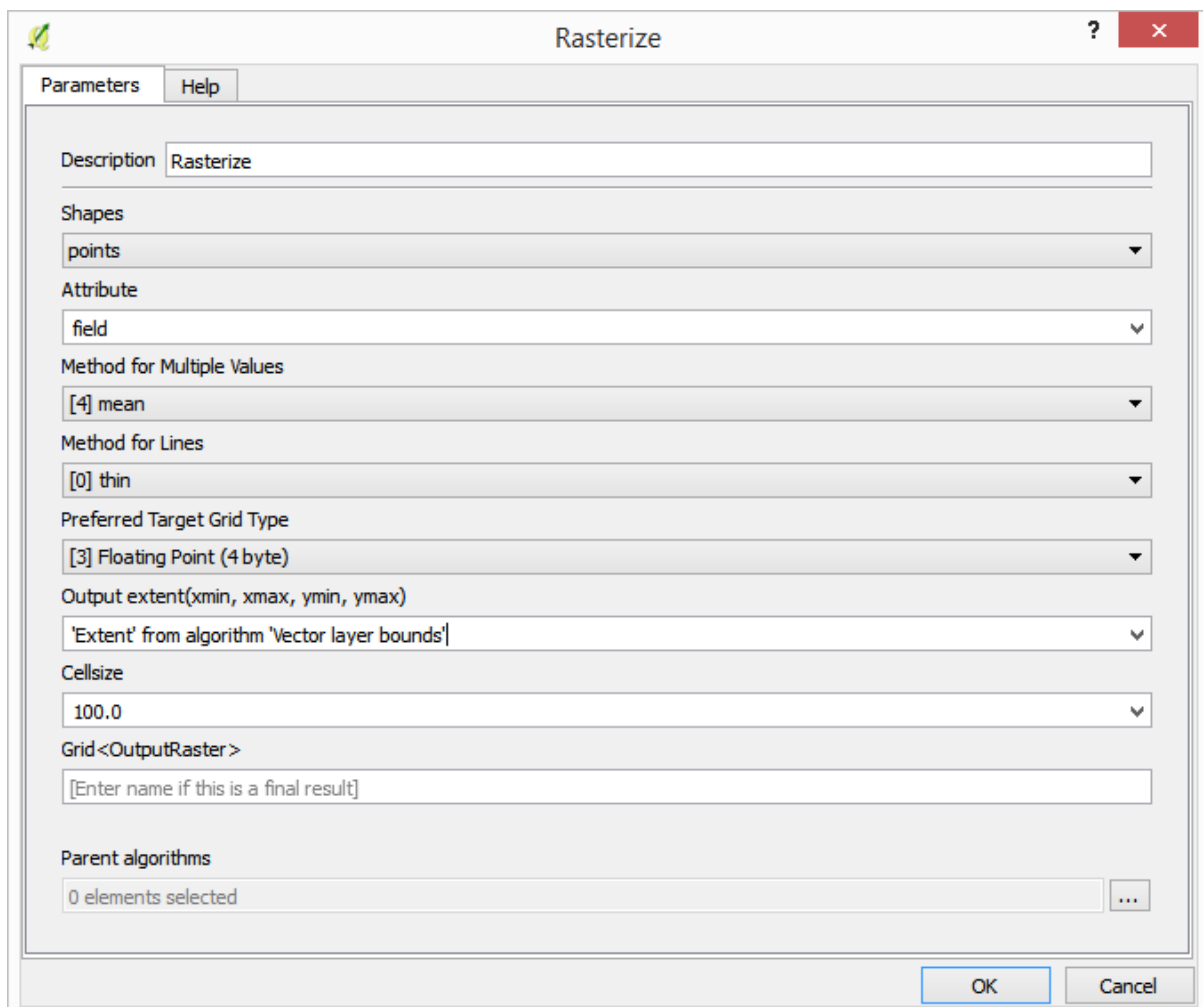 Rasterize
?
Parameters
Help
Description
Rasterize
Shapes
points
Attribute
field
Method for Multiple Values
[4] mean
Method for Lines
[0] thin
Preferred Target Grid Type
[3] Floating Point (4 byte)
Output extent(xmin, xmax, ymin, ymax)
'Extent' from algorithm 'Vector layer bounds'
Cellsize
100.0
Grid<OutputRaster>
[Enter name if this is a final result]
Parent algorithms
0 elements selected
...
OK
Cancel